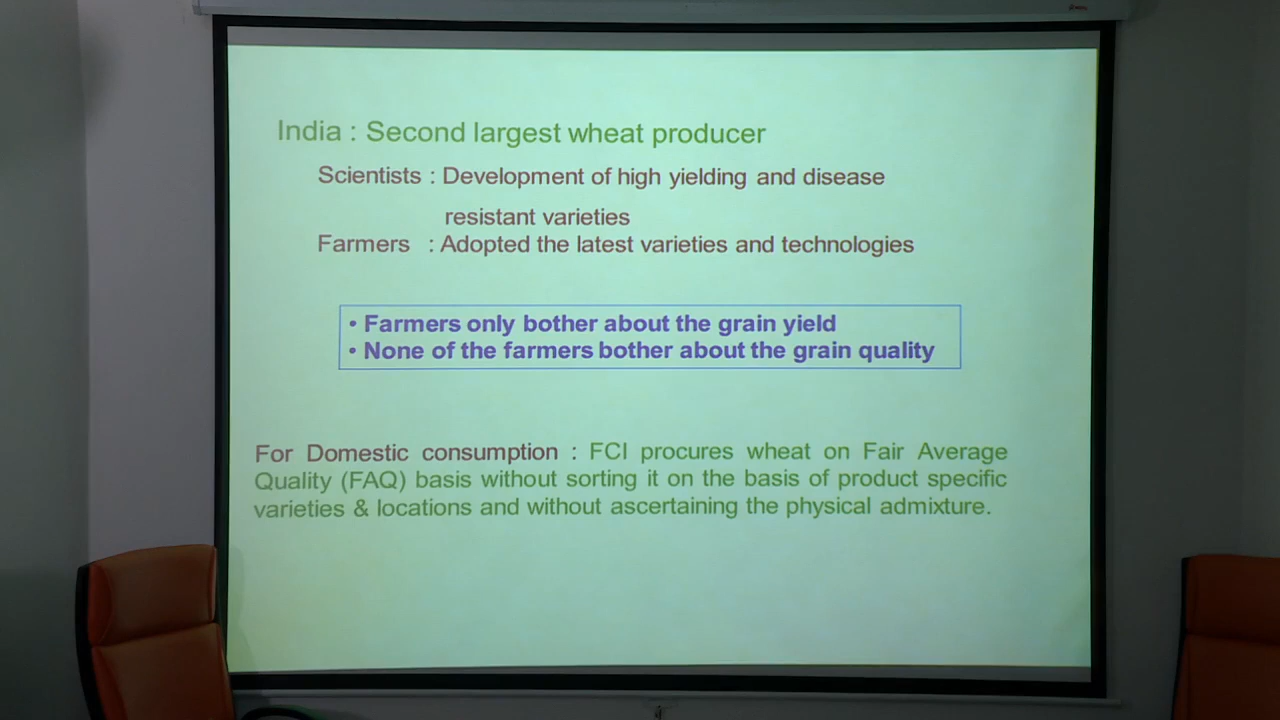 India : Second largest wheat producer
Scientists : Development of high yielding and disease
resistant varieties
Farmers : Adopted the latest varieties and technologies
• Farmers only bother about the grain yield
• None of the farmers bother about the grain quality
For Domestic consumption : FCI procures wheat on Fair Average
Quality (FAQ) basis without sorting it on the basis of product specific
varieties & locations and without ascertaining the physical admixture.